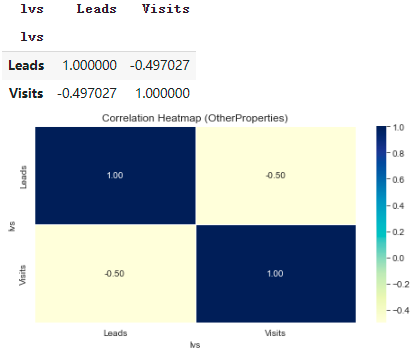 lvs Leads Visits
lvs
Leads 1.000000 -0.497027
Visits -0.497027 1.000000
Correlation Heatmap (OtherProperties)
1.0
0.8
0.6
0.4
0.2
0.0
−0.2
−0.4
Leads
1.00 -0.50
lvs
Visits
-0.50 1.00
Leads Visits
lvs